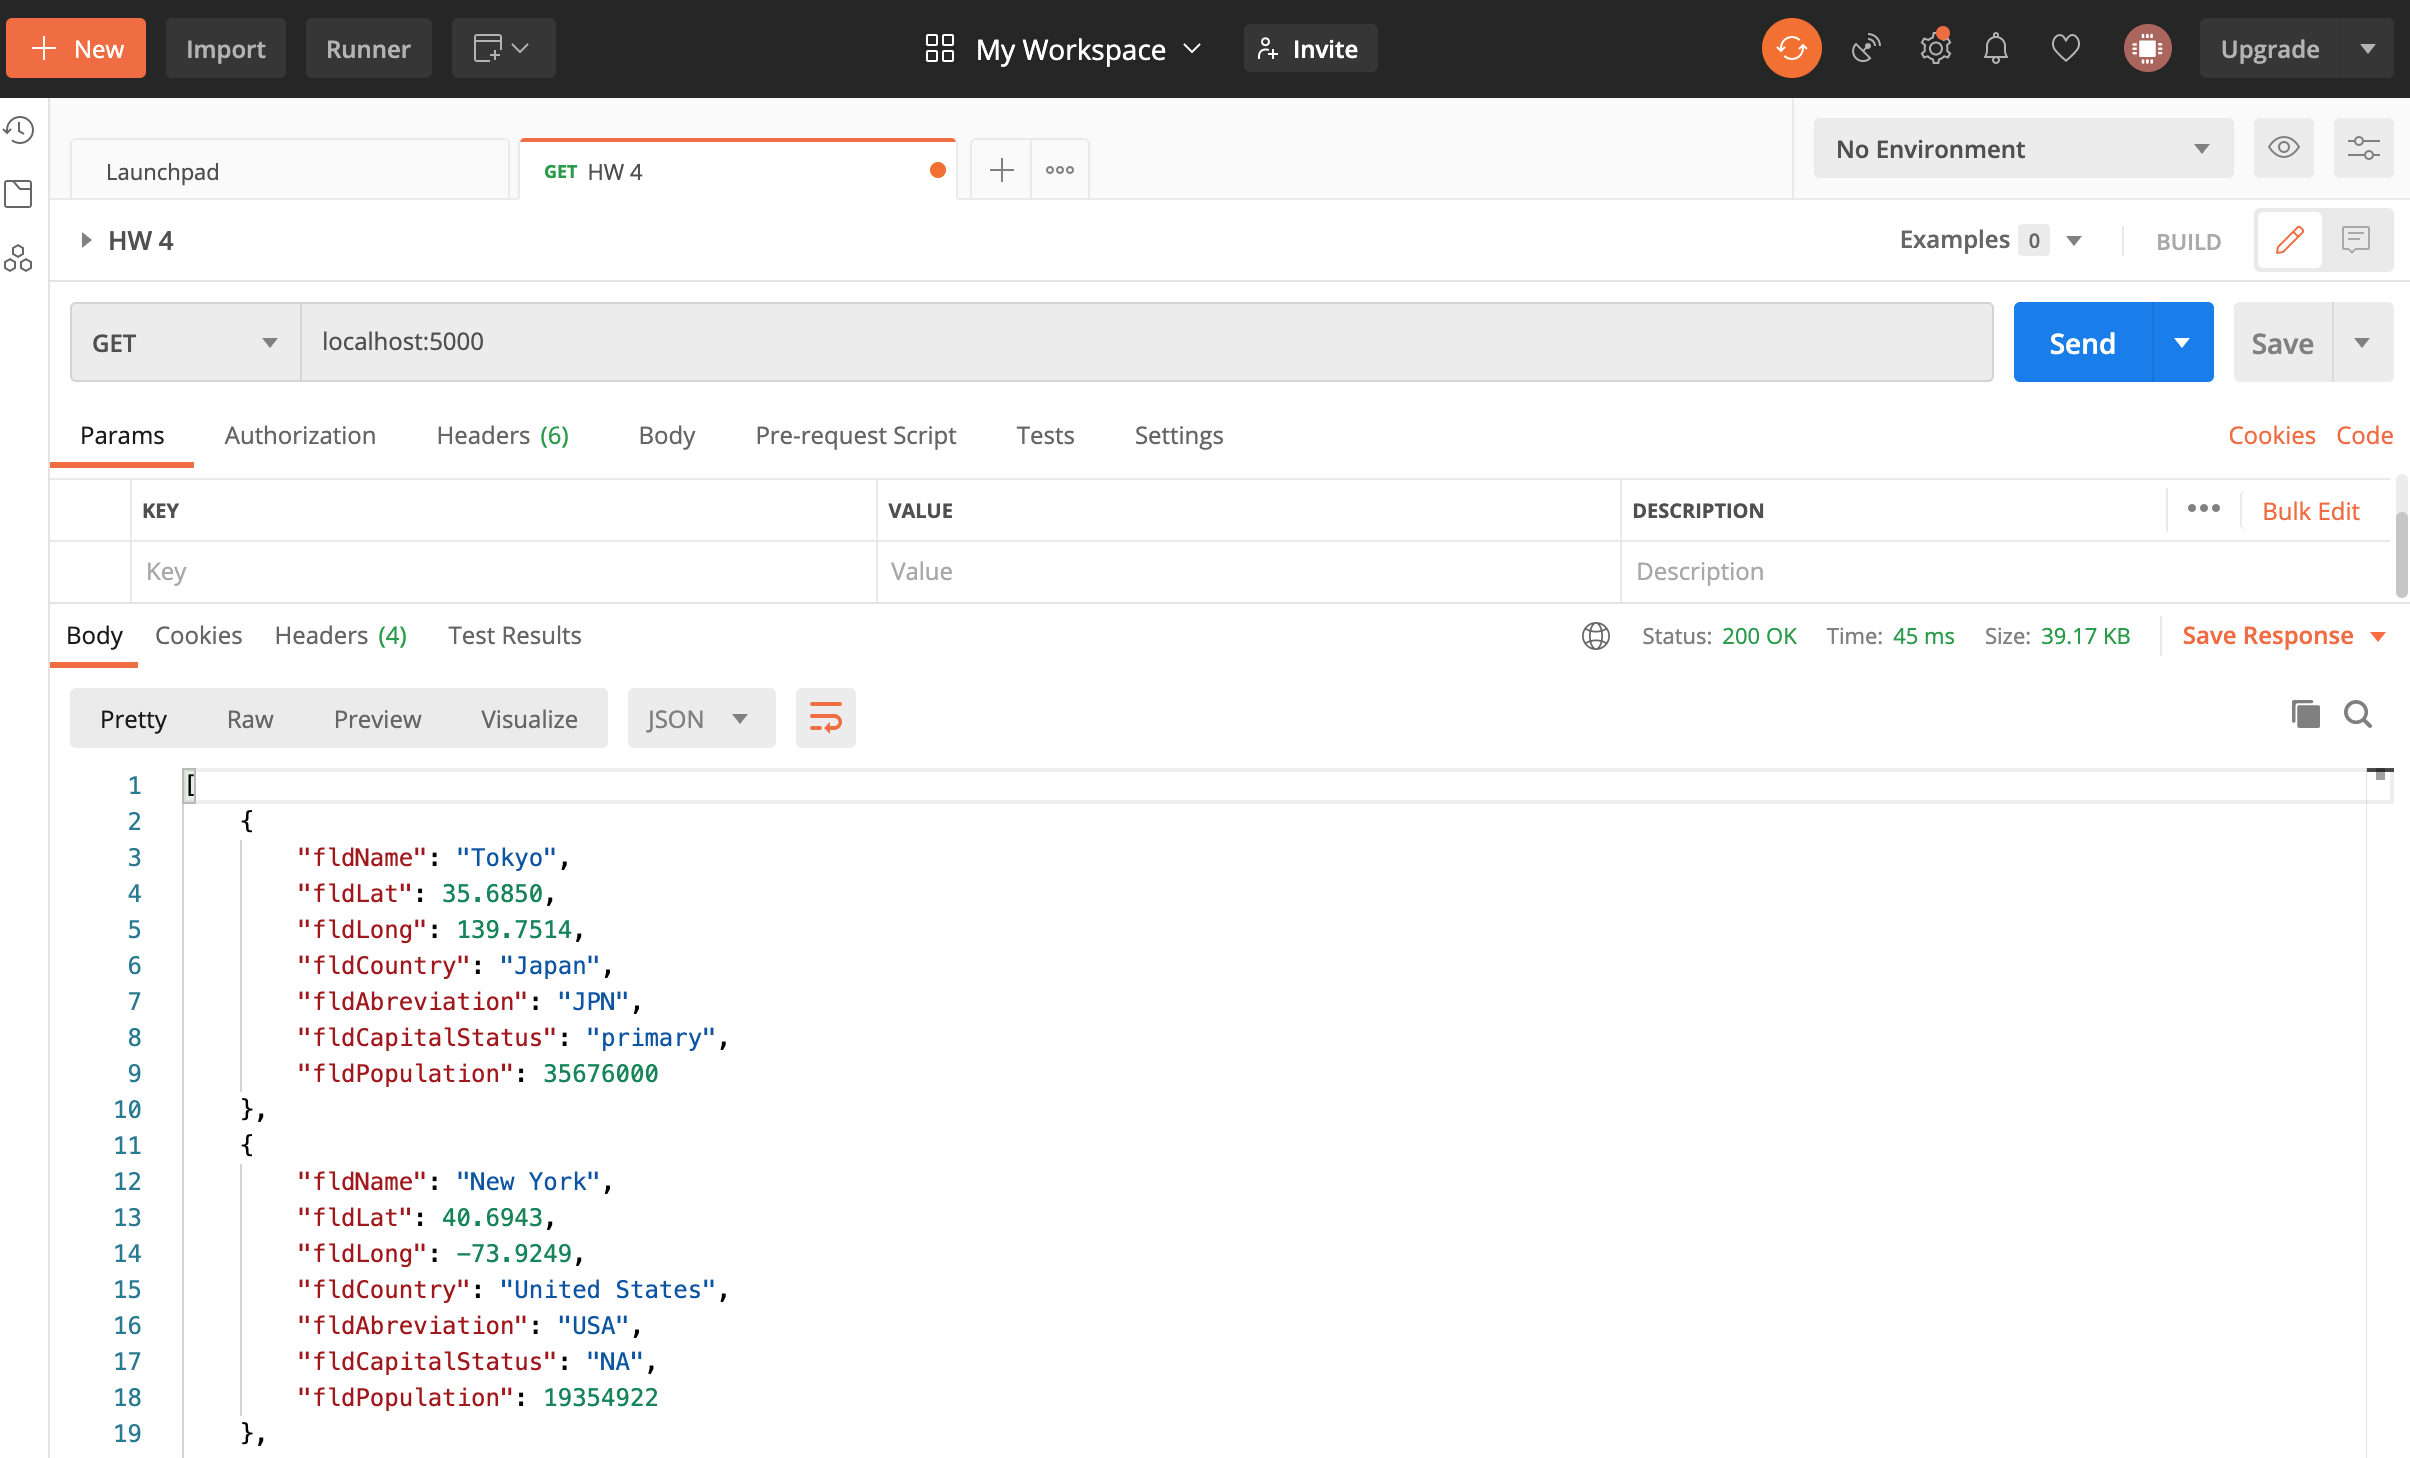 New Import Runner My Workspace Invite Upgrade
Launchpad GET HW 4 No Environment
HW 4 Examples 0 BUILD
GET localhost:5000 Send Save
Params Authorization Headers (6) Body Pre-request Script Tests Settings Cookies Code
KEY VALUE DESCRIPTION Bulk Edit
Key Value Description
Body Cookies Headers (4) Test Results Status: 200 OK Time: 45 ms Size: 39.17 KB Save Response
Pretty Raw Preview Visualize JSON
1 [
2 {
3 "fldName": "Tokyo",
4 "fldLat": 35.6850,
5 "fldLong": 139.7514,
6 "fldCountry": "Japan",
7 "fldAbreviation": "JPN",
8 "fldCapitalStatus": "primary",
9 "fldPopulation": 35676000
10 },
11 {
12 "fldName": "New York",
13 "fldLat": 40.6943,
14 "fldLong": -73.9249,
15 "fldCountry": "United States",
16 "fldAbreviation": "USA",
17 "fldCapitalStatus": "NA",
18 "fldPopulation": 19354922
19 },